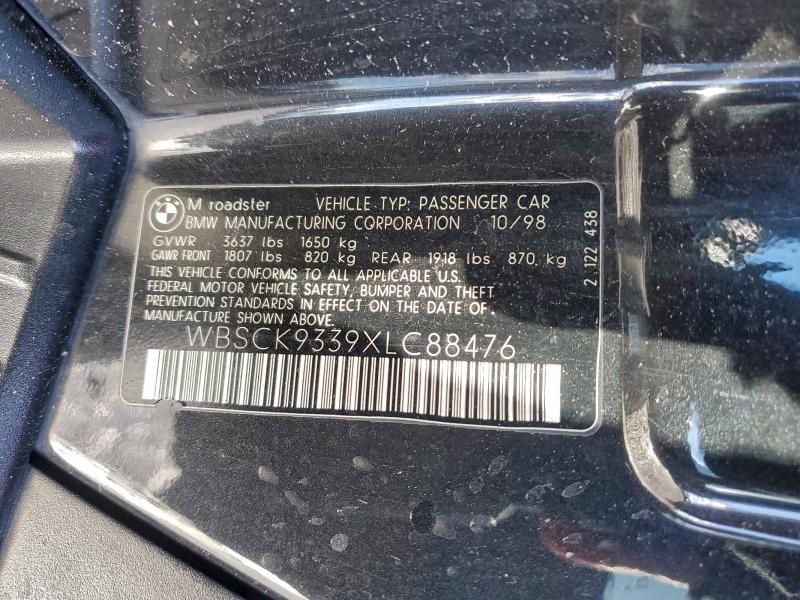 M roadster VEHICLE TYP: PASSENGER CAR
BMW MANUFACTURING CORPORATION 10/98
GVWR 3637 lbs 1650 kg
GAWR FRONT 1807 lbs 820 kg REAR 1918 lbs 870 kg
THIS VEHICLE CONFORMS TO ALL APPLICABLE U.S.
FEDERAL MOTOR VEHICLE SAFETY, BUMPER AND THEFT
PREVENTION STANDARDS IN EFFECT ON THE DATE OF
MANUFACTURE SHOWN ABOVE.
WBSCK9339XLC88476
2 122 438